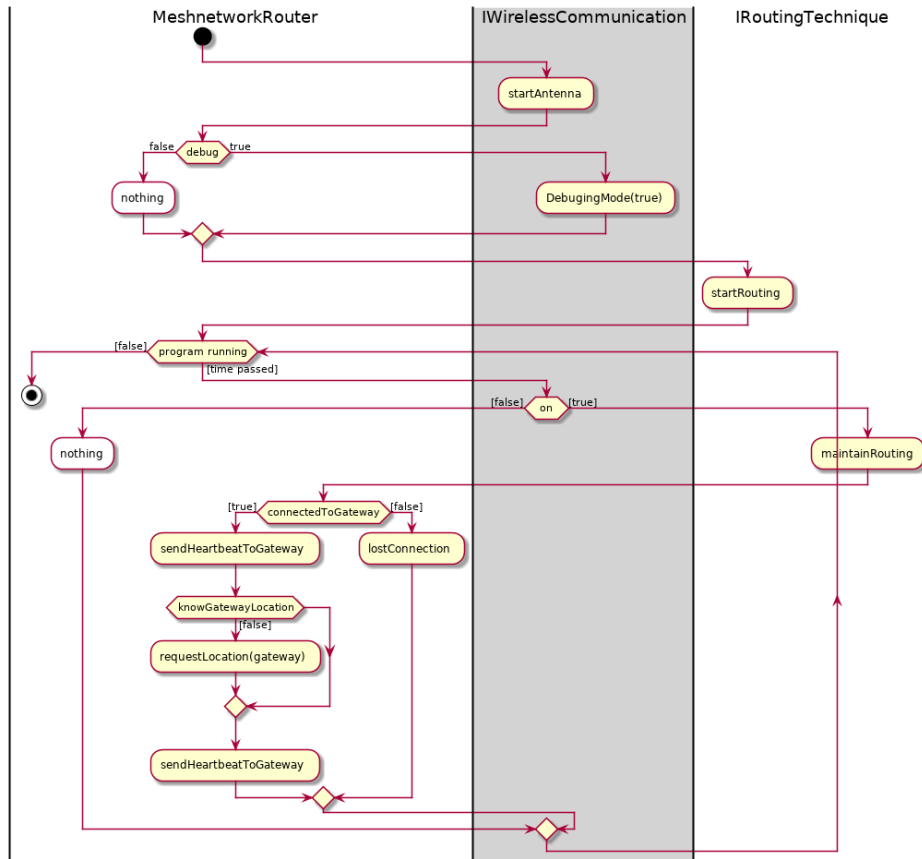 MeshnetworkRouter
IWirelessCommunication
IRoutingTechnique
startAntenna
false
debug
true
nothing
DebugingMode(true)
startRouting
[false]
program running
[time passed]
[false]
on
[true]
nothing
maintainRouting
[true]
connectedToGateway
[false]
sendHeartbeatToGateway
lostConnection
knowGatewayLocation
[false]
requestLocation(gateway)
sendHeartbeatToGateway